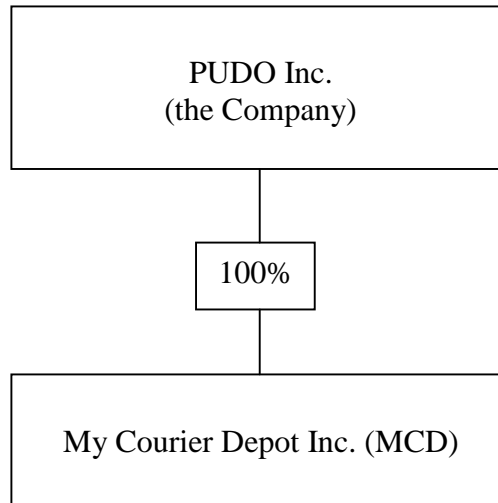 PUDO Inc.
(the Company)
100%
My Courier Depot Inc. (MCD)